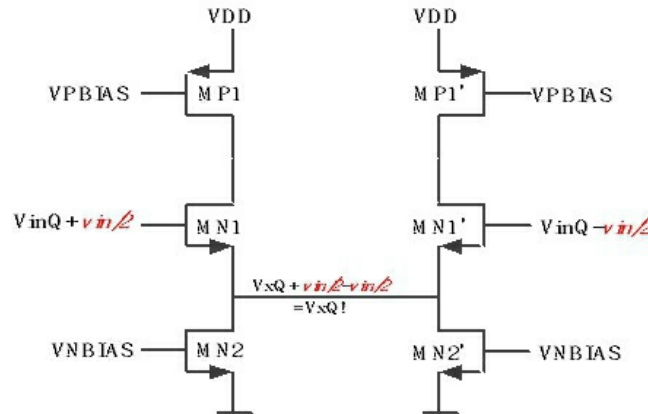 VDD VDD
VPBIAS MP1 MP1' VPBIAS
VinQ+vin/2 MN1 MN1' VinQ-vin/2
VxQ+vin/2-vin/2
=VxQ!
VNBIAS MN2 MN2' VNBIAS